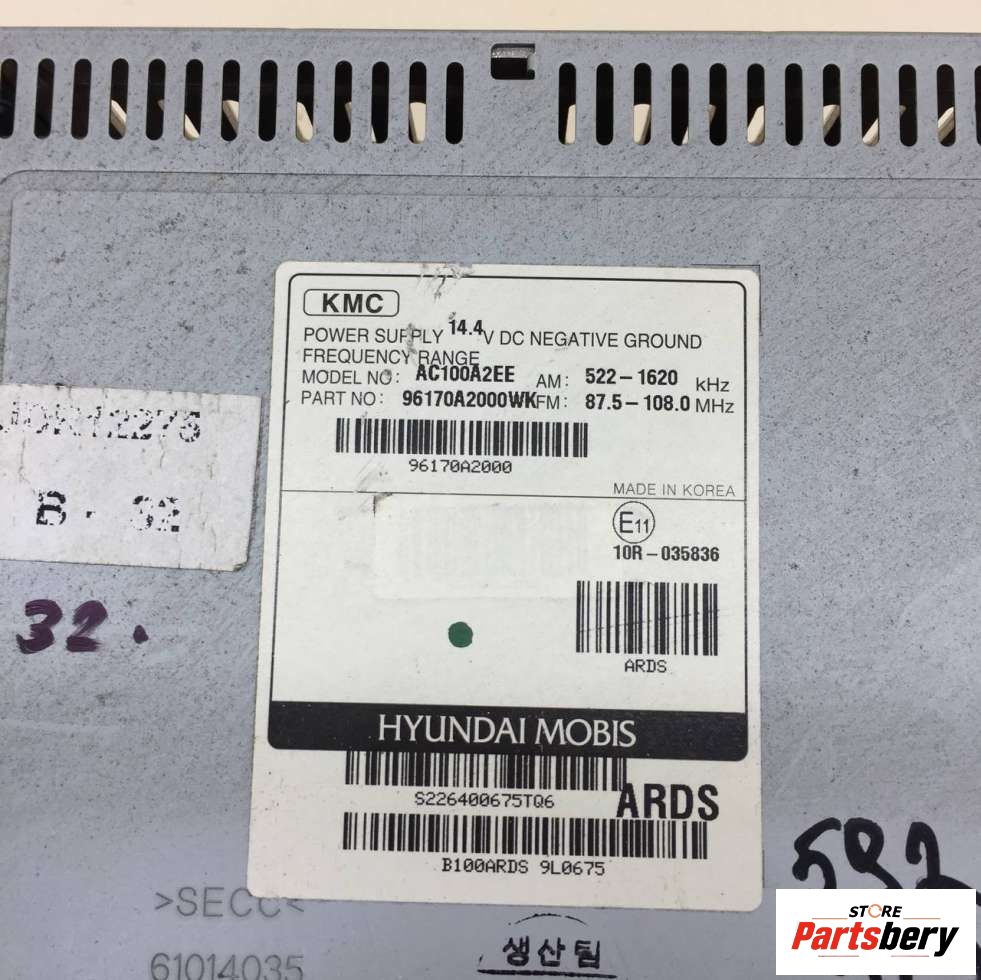 KMC
POWER SUPPLY 14.4 V DC NEGATIVE GROUND
FREQUENCY RANGE
MODEL NO: AC100A2EE AM: 522-1620 kHz
PART NO: 96170A2000WK FM: 87.5-108.0 MHz
96170A2000
MADE IN KOREA
E11
10R-035836
B - 32
32.
ARDS
HYUNDAI MOBIS
S226400675TQ6
ARDS
B100ARDS 9L0675
592
>SECC<
생산팀
61014035
STORE
Partsbery